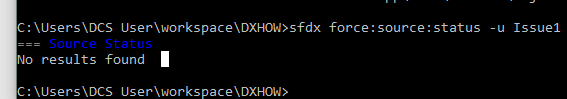 C:\Users\DCS User\workspace\DXHOW>sfdx force:source:status -u Issue1
=== Source Status
No results found
C:\Users\DCS User\workspace\DXHOW>